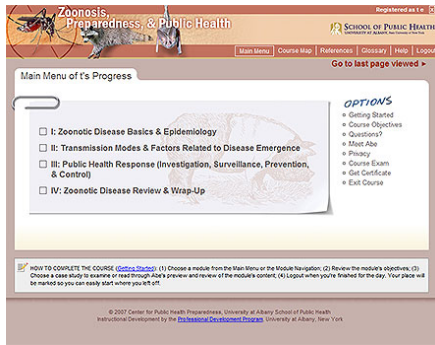 Zoonosis,
Preparedness, & Public Health
Registered as t e
SCHOOL OF PUBLIC HEALTH
UNIVERSITY AT ALBANY, State University of New York
Main Menu | Course Map | References | Glossary | Help | Logout
Go to last page viewed ►
Main Menu of t's Progress
I: Zoonotic Disease Basics & Epidemiology
II: Transmission Modes & Factors Related to Disease Emergence
III: Public Health Response (Investigation, Surveillance, Prevention,
& Control)
IV: Zoonotic Disease Review & Wrap-Up
OPTIONS
Getting Started
Course Objectives
Questions?
Meet Abe
Privacy
Course Exam
Get Certificate
Exit Course
HOW TO COMPLETE THE COURSE (Getting Started): (1) Choose a module from the Main Menu or the Module Navigation; (2) Review the module's objectives; (3)
Choose a case study to examine or read through Abe's preview and review of the module's content; (4) Logout when you're finished for the day. Your place will
be marked so you can easily start where you left off.
© 2007 Center for Public Health Preparedness, University at Albany School of Public Health
Instructional Development by the Professional Development Program, University at Albany, New York